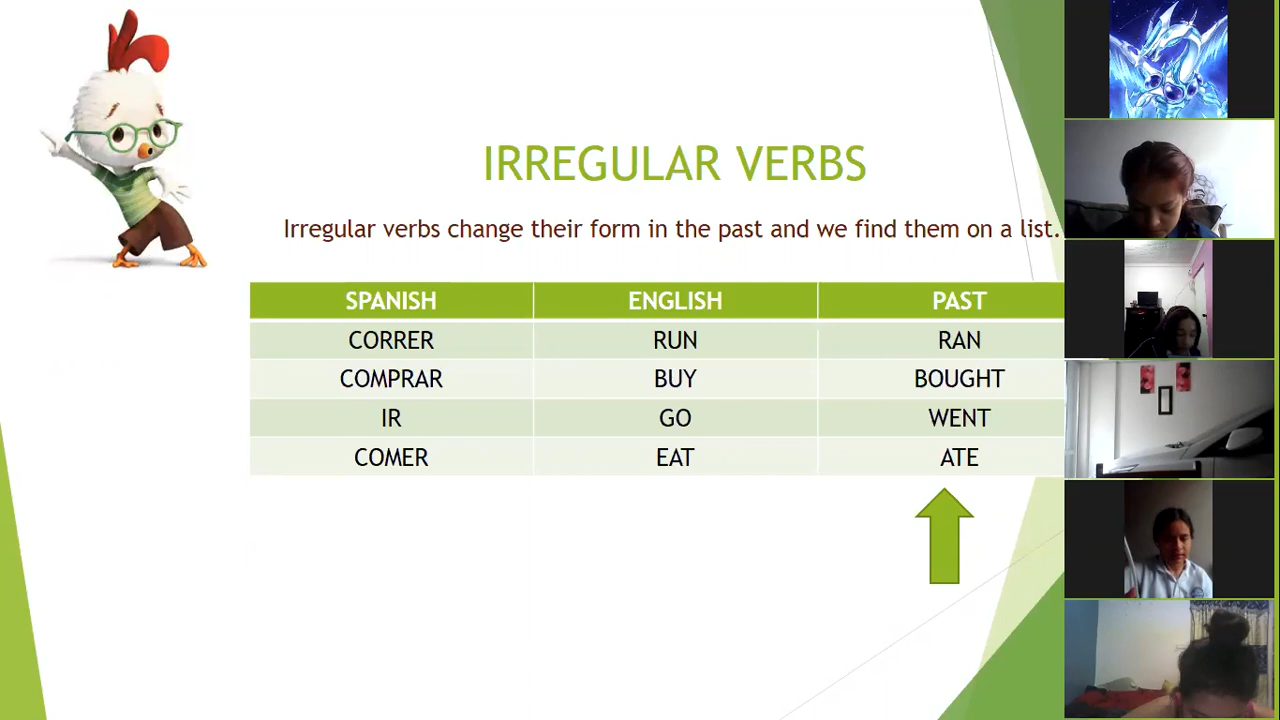 IRREGULAR VERBS
Irregular verbs change their form in the past and we find them on a list.
SPANISH ENGLISH PAST
CORRER RUN RAN
COMPRAR BUY BOUGHT
IR GO WENT
COMER EAT ATE